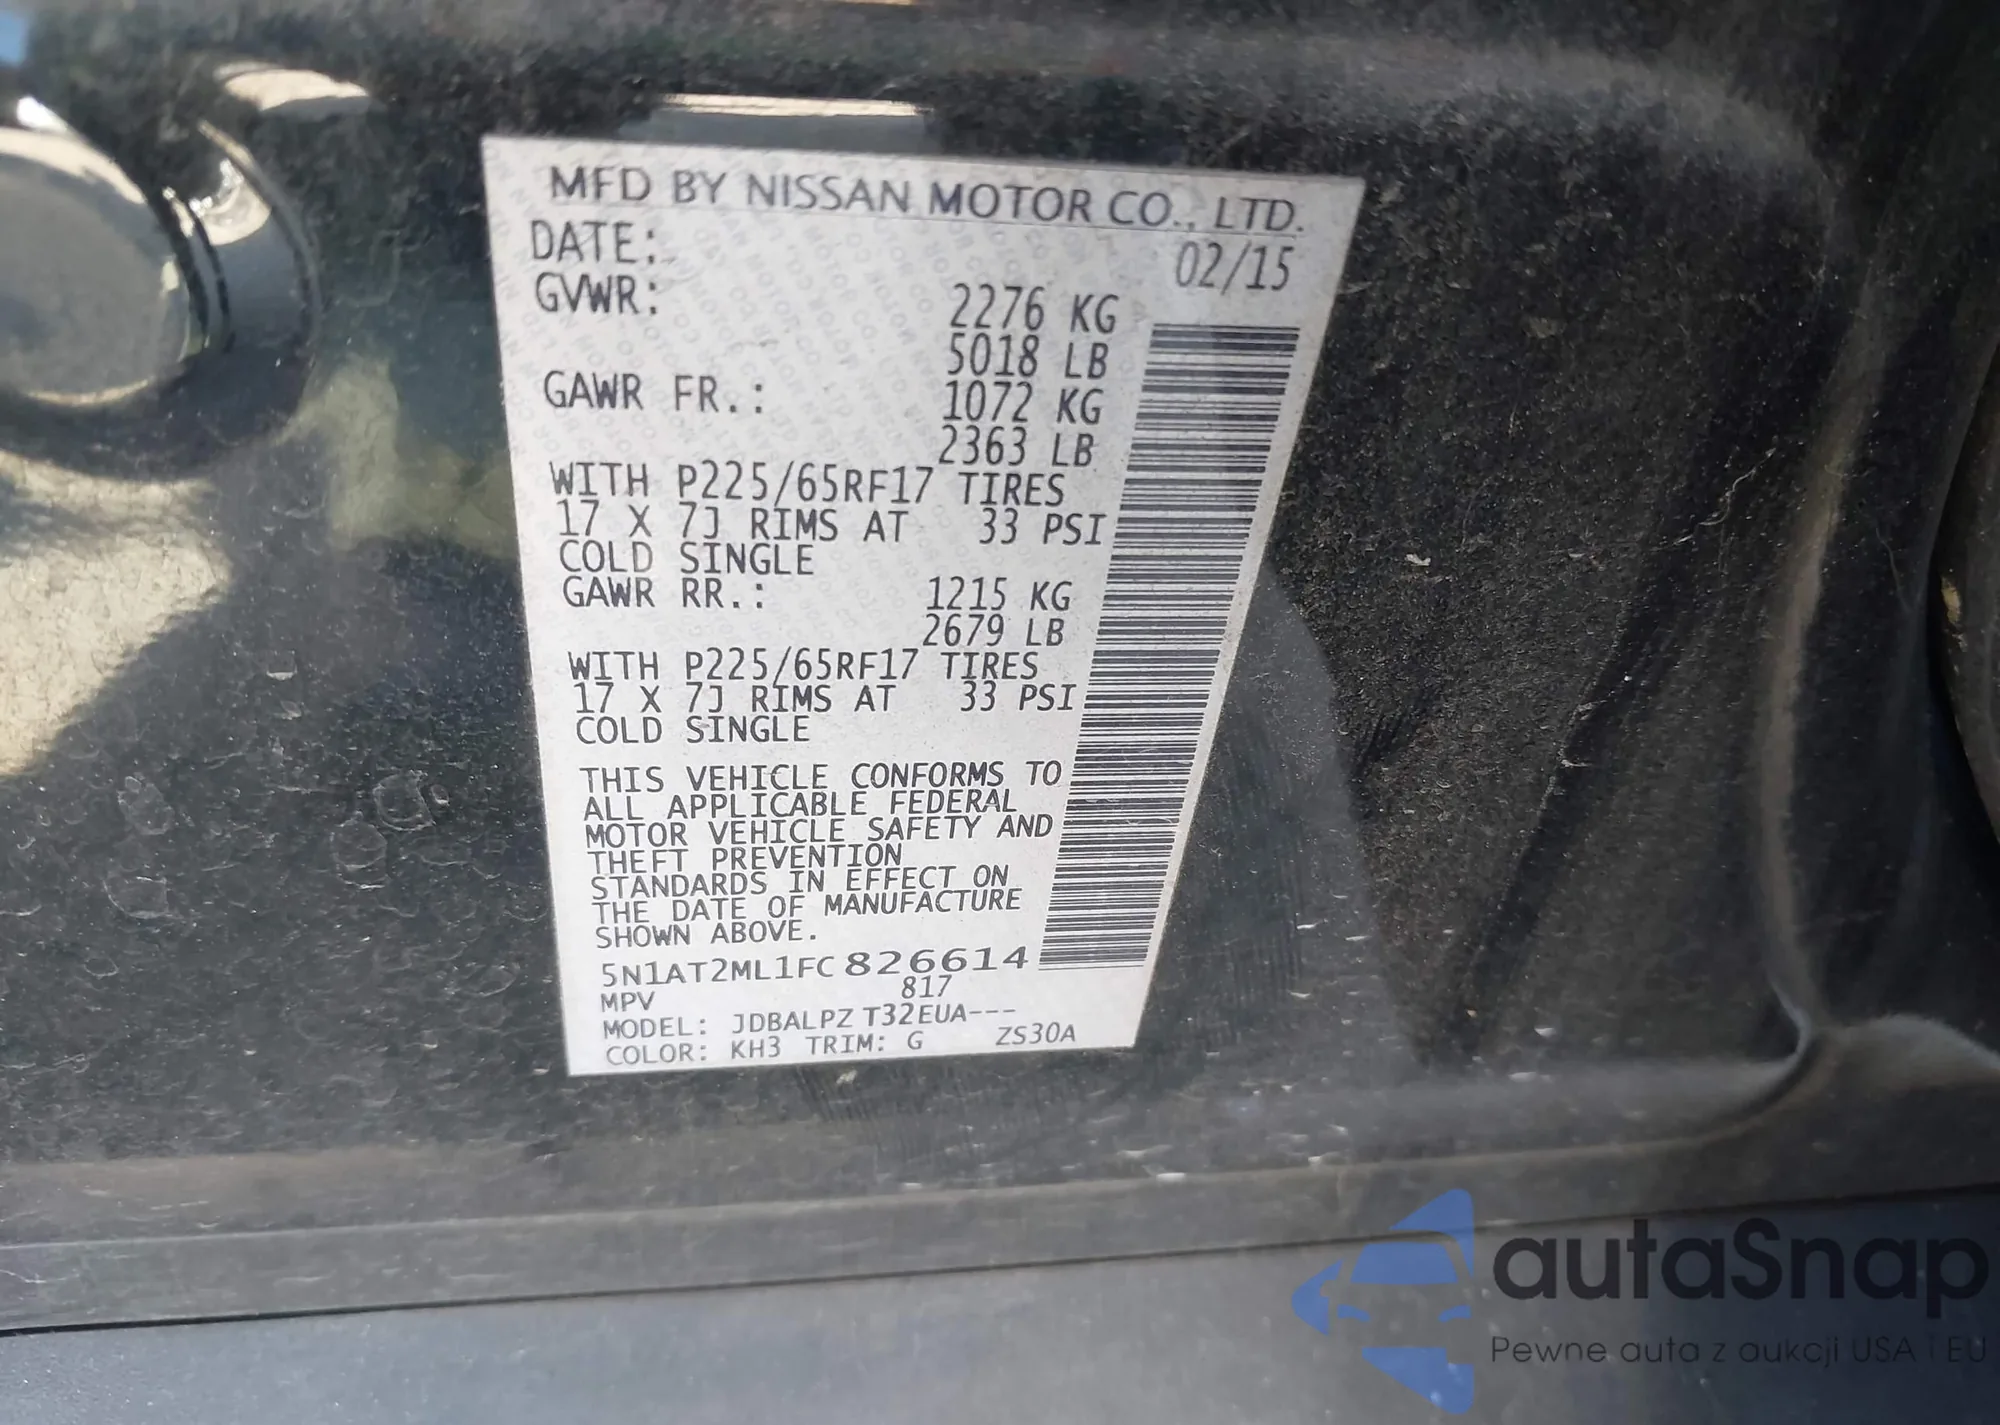 MFD BY NISSAN MOTOR CO., LTD.
DATE: 02/15
GVWR: 2276 KG
5018 LB
GAWR FR.: 1072 KG
2363 LB
WITH P225/65RF17 TIRES
17 X 7J RIMS AT 33 PSI
COLD SINGLE
GAWR RR.: 1215 KG
2679 LB
WITH P225/65RF17 TIRES
17 X 7J RIMS AT 33 PSI
COLD SINGLE
THIS VEHICLE CONFORMS TO
ALL APPLICABLE FEDERAL
MOTOR VEHICLE SAFETY AND
THEFT PREVENTION
STANDARDS IN EFFECT ON
THE DATE OF MANUFACTURE
SHOWN ABOVE.
5N1AT2ML1FC826614
MPV 817
MODEL: JDBALPZ T32EUA---
COLOR: KH3 TRIM: G ZS30A
autaSnap
Pewne auta z aukcji USA i EU